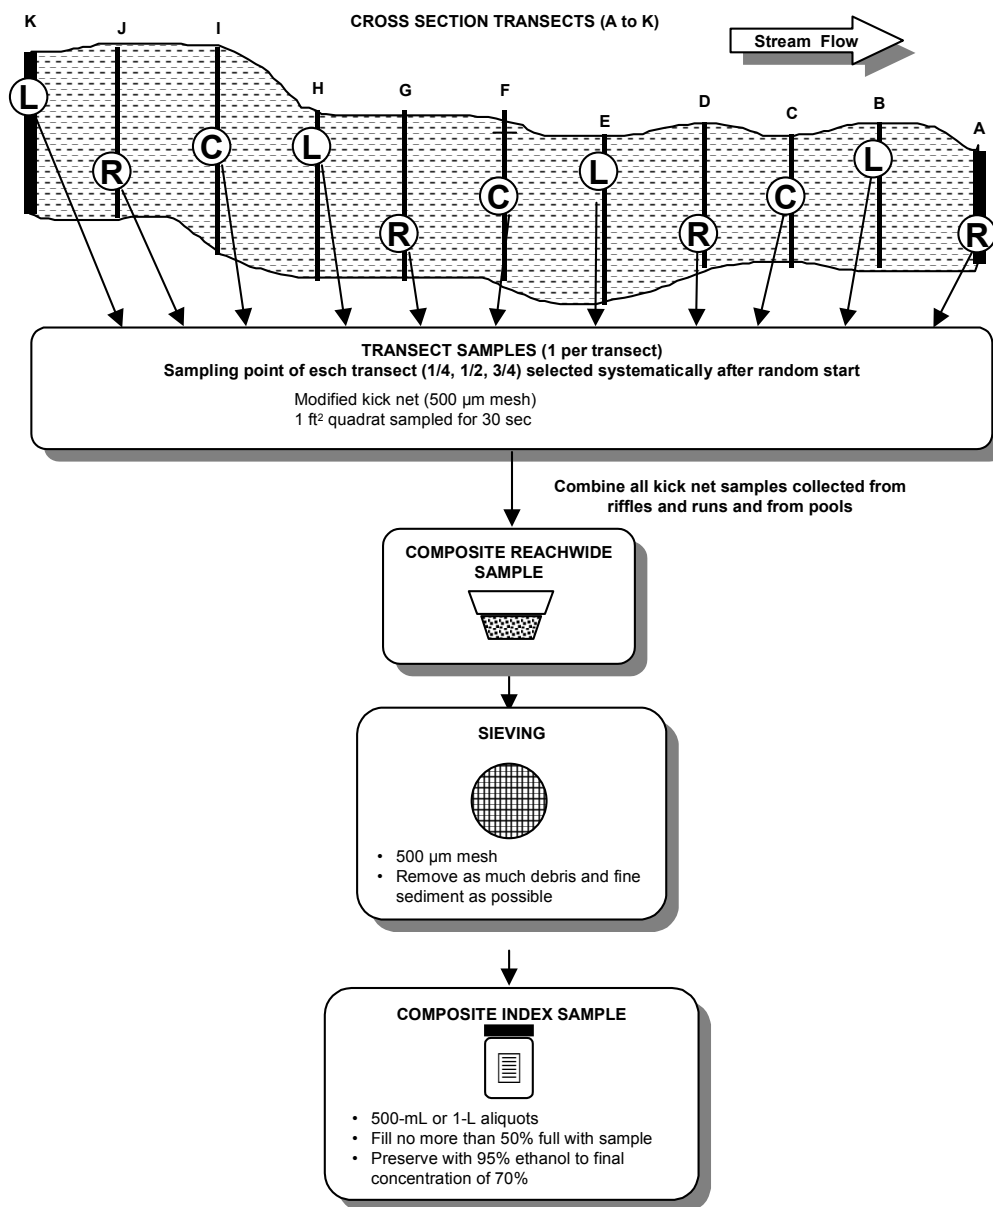 CROSS SECTION TRANSECTS (A to K)
Stream Flow
K
J
I
H
G
F
E
D
C
B
A
L
R
C
L
R
C
L
R
C
L
R
TRANSECT SAMPLES (1 per transect)
Sampling point of esch transect (1/4, 1/2, 3/4) selected systematically after random start
Modified kick net (500 µm mesh)
1 ft² quadrat sampled for 30 sec
Combine all kick net samples collected from
riffles and runs and from pools
COMPOSITE REACHWIDE
SAMPLE
SIEVING
• 500 µm mesh
• Remove as much debris and fine
sediment as possible
COMPOSITE INDEX SAMPLE
• 500-mL or 1-L aliquots
• Fill no more than 50% full with sample
• Preserve with 95% ethanol to final
concentration of 70%